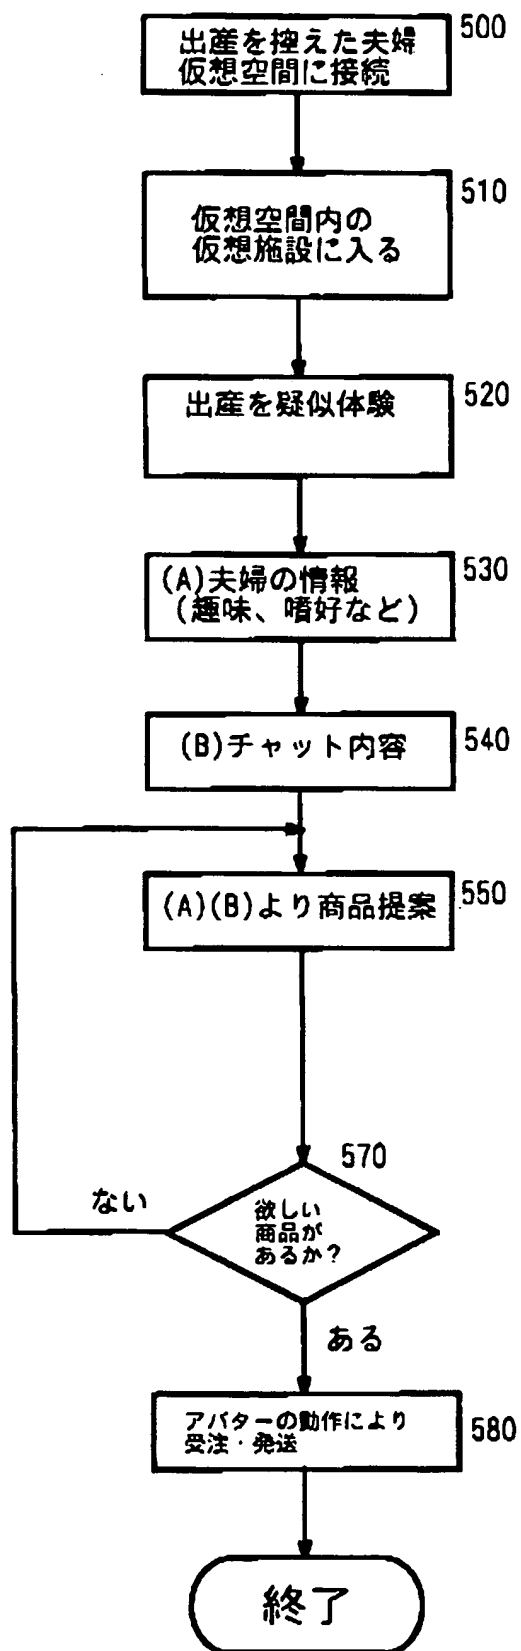 出産を控えた夫婦
仮想空間に接続
500
仮想空間内の
仮想施設に入る
510
出産を疑似体験
520
(A)夫婦の情報
(趣味、嗜好など)
530
(B)チャット内容
540
(A)(B)より商品提案
550
570
欲しい
商品が
あるか?
ない
ある
アバターの動作により
受注・発送
580
終了